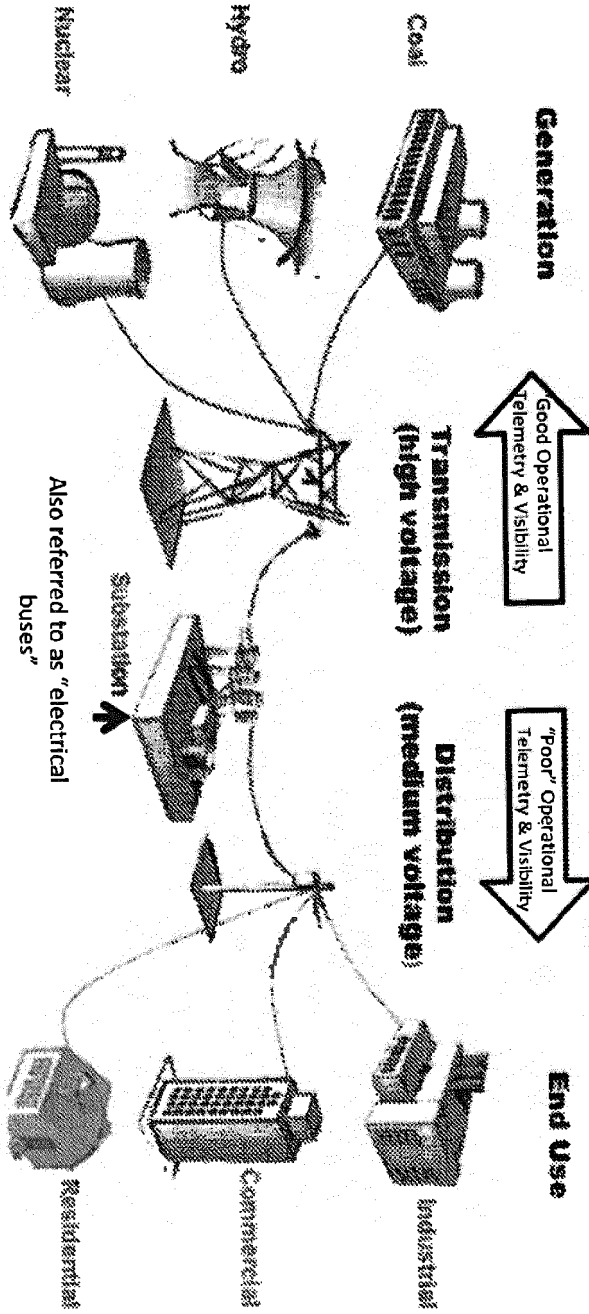 Generation
Transmission
(high voltage)
Distribution
(medium voltage)
End Use
"Good Operational
Telemetry & Visibility
"Poor" Operational
Telemetry & Visibility
Coal
Hydro
Nuclear
Substation
Also referred to as "electrical
buses"
Industrial
Commercial
Residential